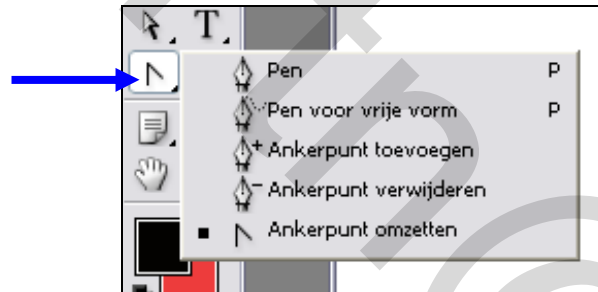 T
Pen P
Pen voor vrije vorm P
Ankerpunt toevoegen
Ankerpunt verwijderen
Ankerpunt omzetten